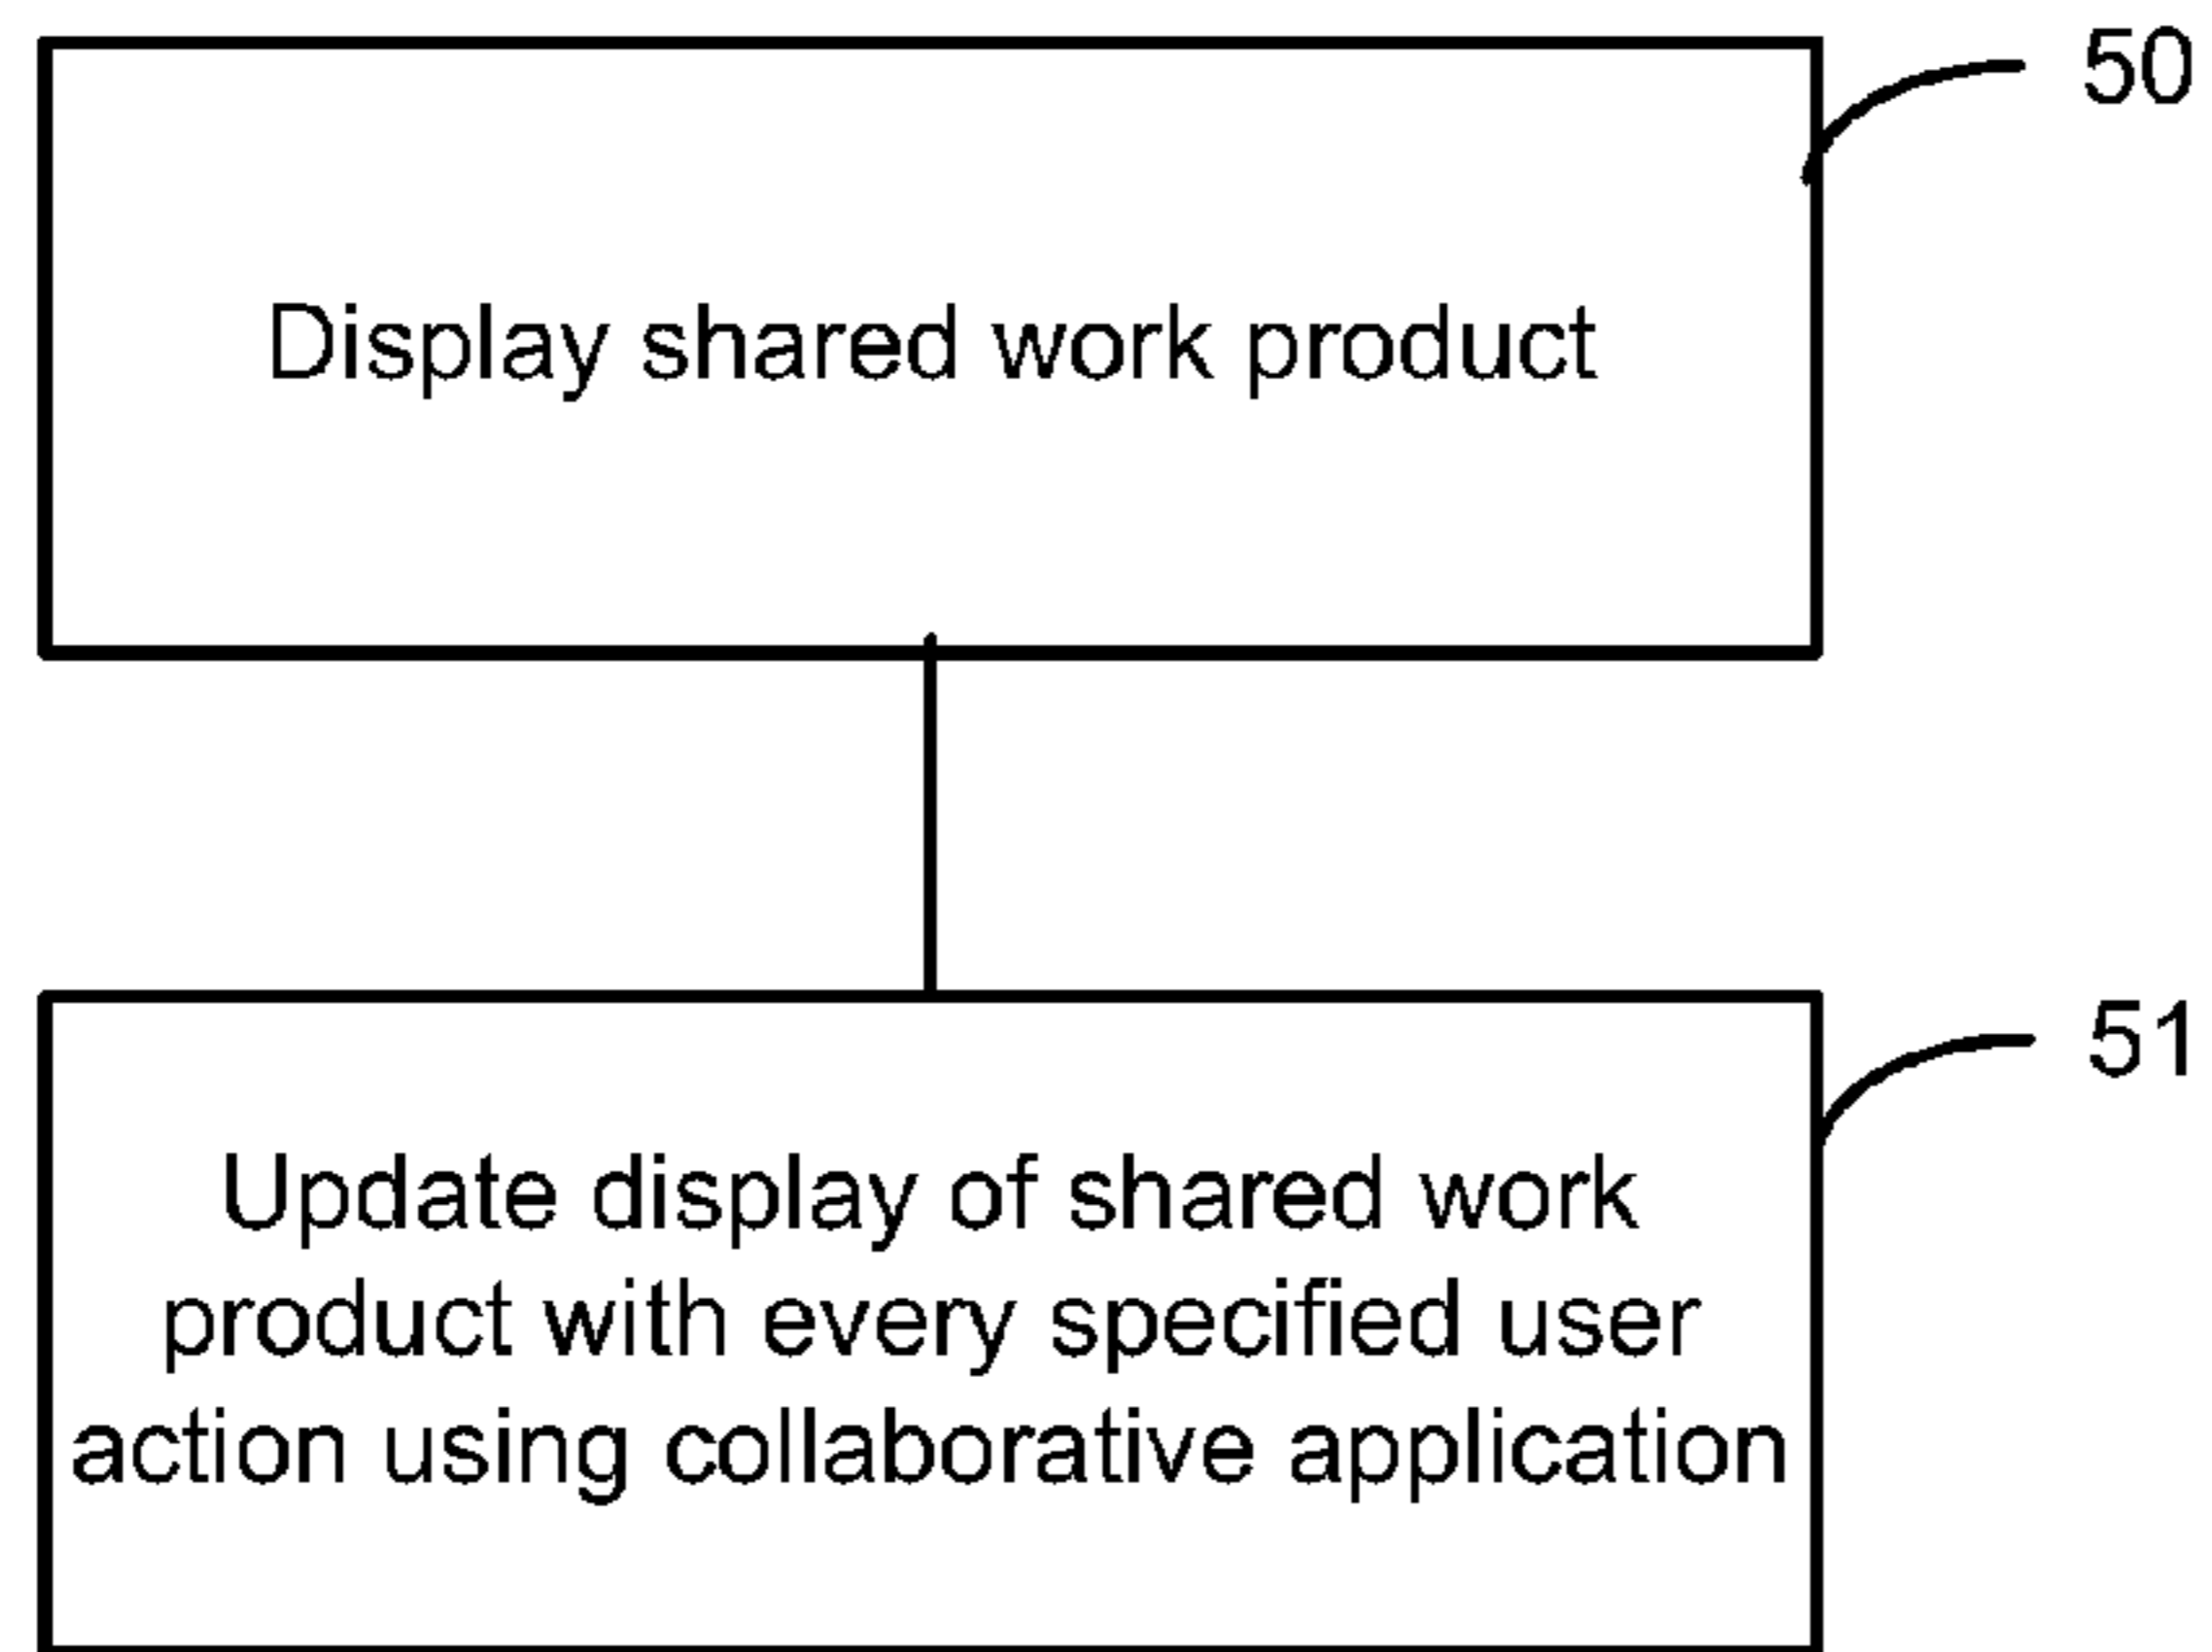 50
Display shared work product
51
Update display of shared work
product with every specified user
action using collaborative application